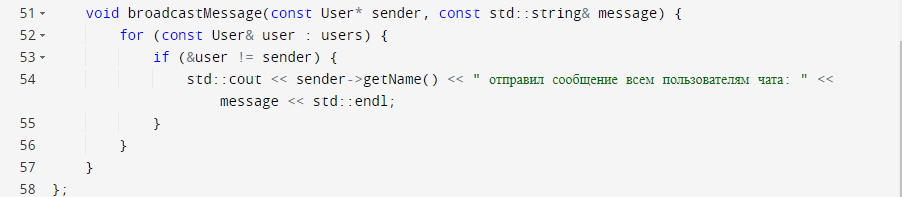 51    void broadcastMessage(const User* sender, const std::string& message) {
52        for (const User& user : users) {
53            if (&user != sender) {
54                std::cout << sender->getName() << " отправил сообщение всем пользователям чата: " <<
                    message << std::endl;
55            }
56        }
57    }
58 };